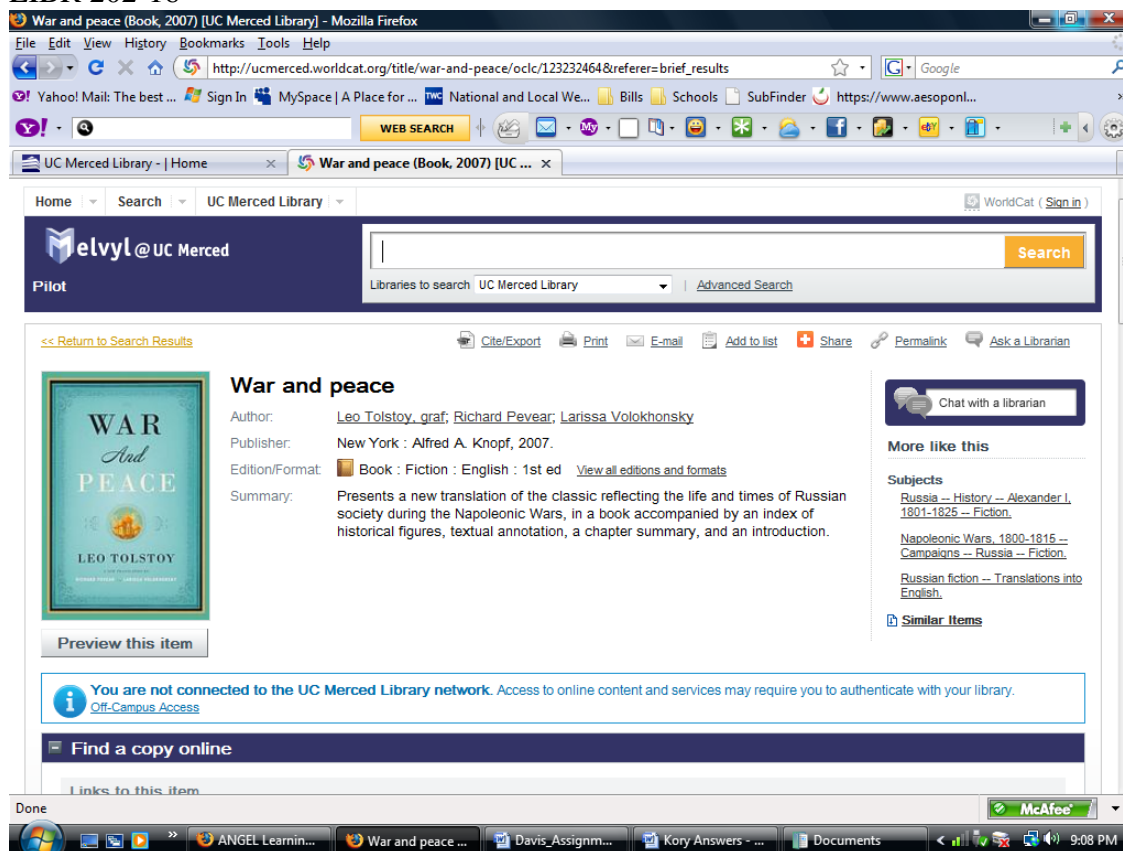 LIBR 202-16
War and peace (Book, 2007) [UC Merced Library] - Mozilla Firefox
File Edit View History Bookmarks Tools Help
http://ucmerced.worldcat.org/title/war-and-peace/oclc/123232464&referer=brief_results
Google
Yahoo! Mail: The best ... Sign In MySpace | A Place for ... TWC National and Local We... Bills Schools SubFinder https://www.aesoponl...
WEB SEARCH
UC Merced Library - | Home War and peace (Book, 2007) [UC ...
Home Search UC Merced Library WorldCat ( Sign in )
Melvyl @ UC Merced
Search
Pilot
Libraries to search UC Merced Library | Advanced Search
<< Return to Search Results Cite/Export Print E-mail Add to list Share Permalink Ask a Librarian
WAR
And
PEACE
LEO TOLSTOY
Preview this item
War and peace
Author: Leo Tolstoy, graf; Richard Pevear; Larissa Volokhonsky
Publisher: New York : Alfred A. Knopf, 2007.
Edition/Format: Book : Fiction : English : 1st ed View all editions and formats
Summary: Presents a new translation of the classic reflecting the life and times of Russian
society during the Napoleonic Wars, in a book accompanied by an index of
historical figures, textual annotation, a chapter summary, and an introduction.
Chat with a librarian
More like this
Subjects
Russia -- History -- Alexander I,
1801-1825 -- Fiction.
Napoleonic Wars, 1800-1815 --
Campaigns -- Russia -- Fiction.
Russian fiction -- Translations into
English.
Similar Items
You are not connected to the UC Merced Library network. Access to online content and services may require you to authenticate with your library.
Off-Campus Access
Find a copy online
Links to this item
Done
McAfee
ANGEL Learnin... War and peace ... Davis_Assignm... Kory Answers - ... Documents 9:08 PM